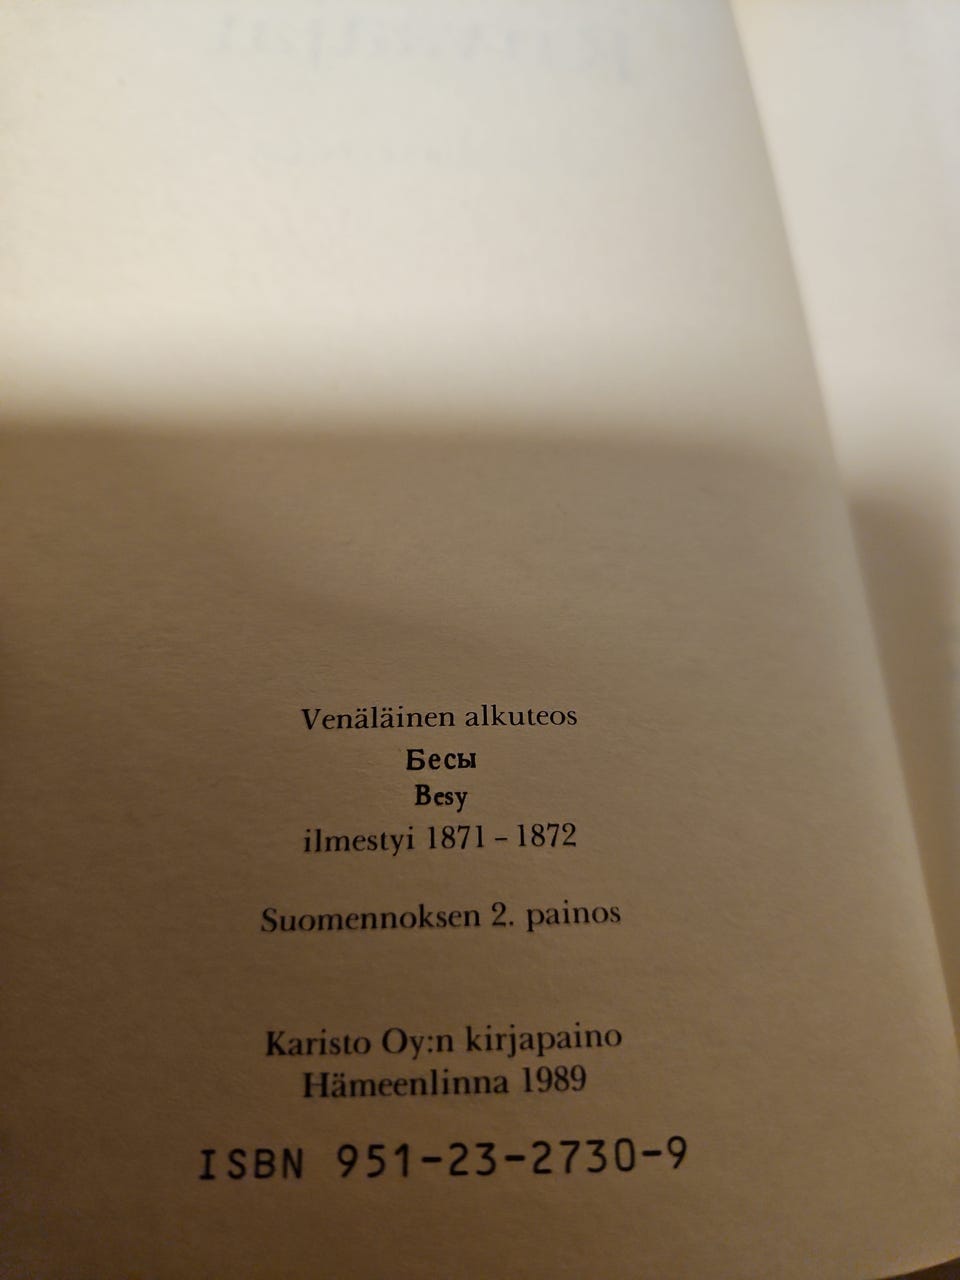 Venäläinen alkuteos
Бесы
Besy
ilmestyi 1871 – 1872
Suomennoksen 2. painos
Karisto Oy:n kirjapaino
Hämeenlinna 1989
ISBN 951-23-2730-9